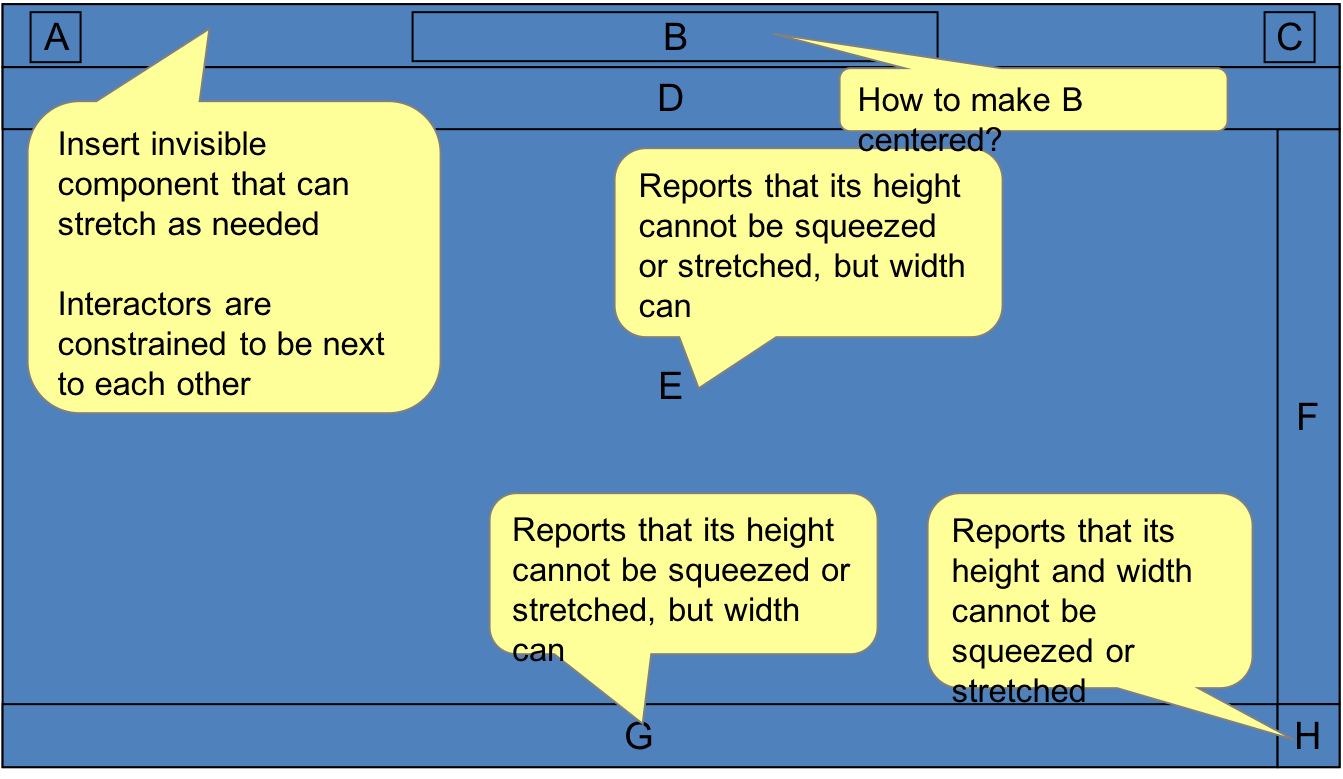 A
B
C
D
How to make B
centered?
Insert invisible
component that can
stretch as needed
Interactors are
constrained to be next
to each other
Reports that its height
cannot be squeezed
or stretched, but width
can
E
F
Reports that its height
cannot be squeezed or
stretched, but width
can
Reports that its
height and width
cannot be
squeezed or
stretched
G
H